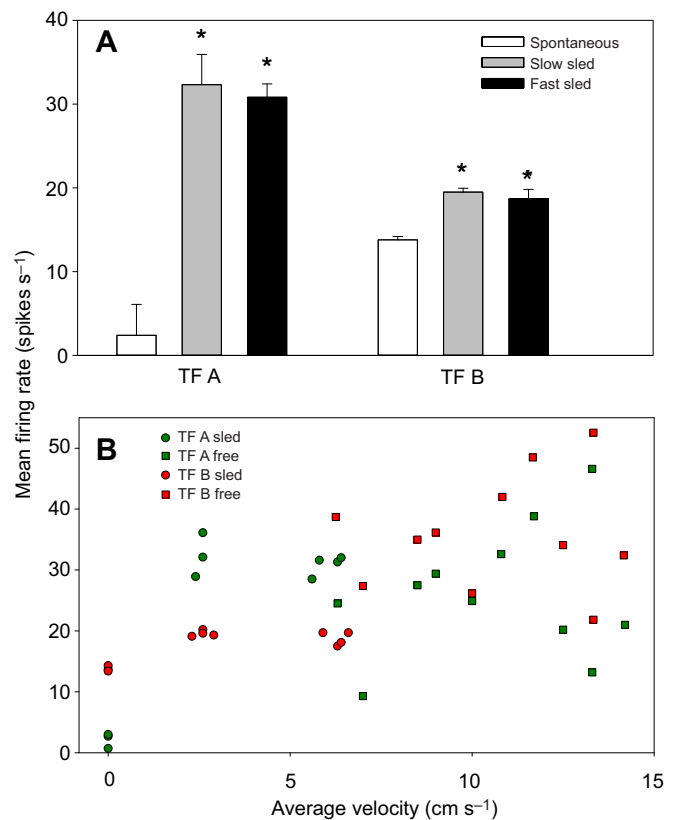 A
Spontaneous
Slow sled
Fast sled
*
*
*
*
40
30
20
10
0
TF A
TF B
Mean firing rate (spikes s⁻¹)
B
TF A sled
TF A free
TF B sled
TF B free
50
40
30
20
10
0
0 5 10 15
Average velocity (cm s⁻¹)